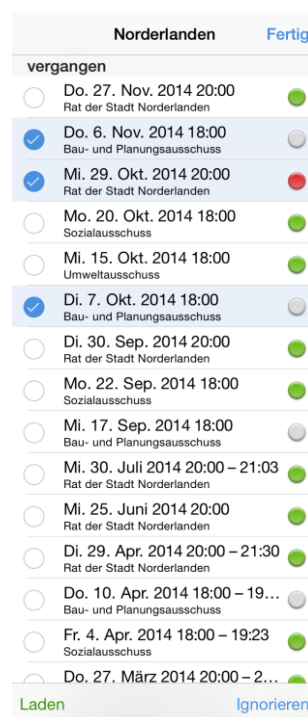 Norderlanden Fertig
vergangen
Do. 27. Nov. 2014 20:00
Rat der Stadt Norderlanden
Do. 6. Nov. 2014 18:00
Bau- und Planungsausschuss
Mi. 29. Okt. 2014 20:00
Rat der Stadt Norderlanden
Mo. 20. Okt. 2014 18:00
Sozialausschuss
Mi. 15. Okt. 2014 18:00
Umweltausschuss
Di. 7. Okt. 2014 18:00
Bau- und Planungsausschuss
Di. 30. Sep. 2014 20:00
Rat der Stadt Norderlanden
Mo. 22. Sep. 2014 18:00
Sozialausschuss
Mi. 17. Sep. 2014 18:00
Bau- und Planungsausschuss
Mi. 30. Juli 2014 20:00 – 21:03
Rat der Stadt Norderlanden
Mi. 25. Juni 2014 20:00
Rat der Stadt Norderlanden
Di. 29. Apr. 2014 20:00 – 21:30
Rat der Stadt Norderlanden
Do. 10. Apr. 2014 18:00 – 19…
Bau- und Planungsausschuss
Fr. 4. Apr. 2014 18:00 – 19:23
Sozialausschuss
Do. 27. März 2014 20:00 – 2…
Laden Ignorieren